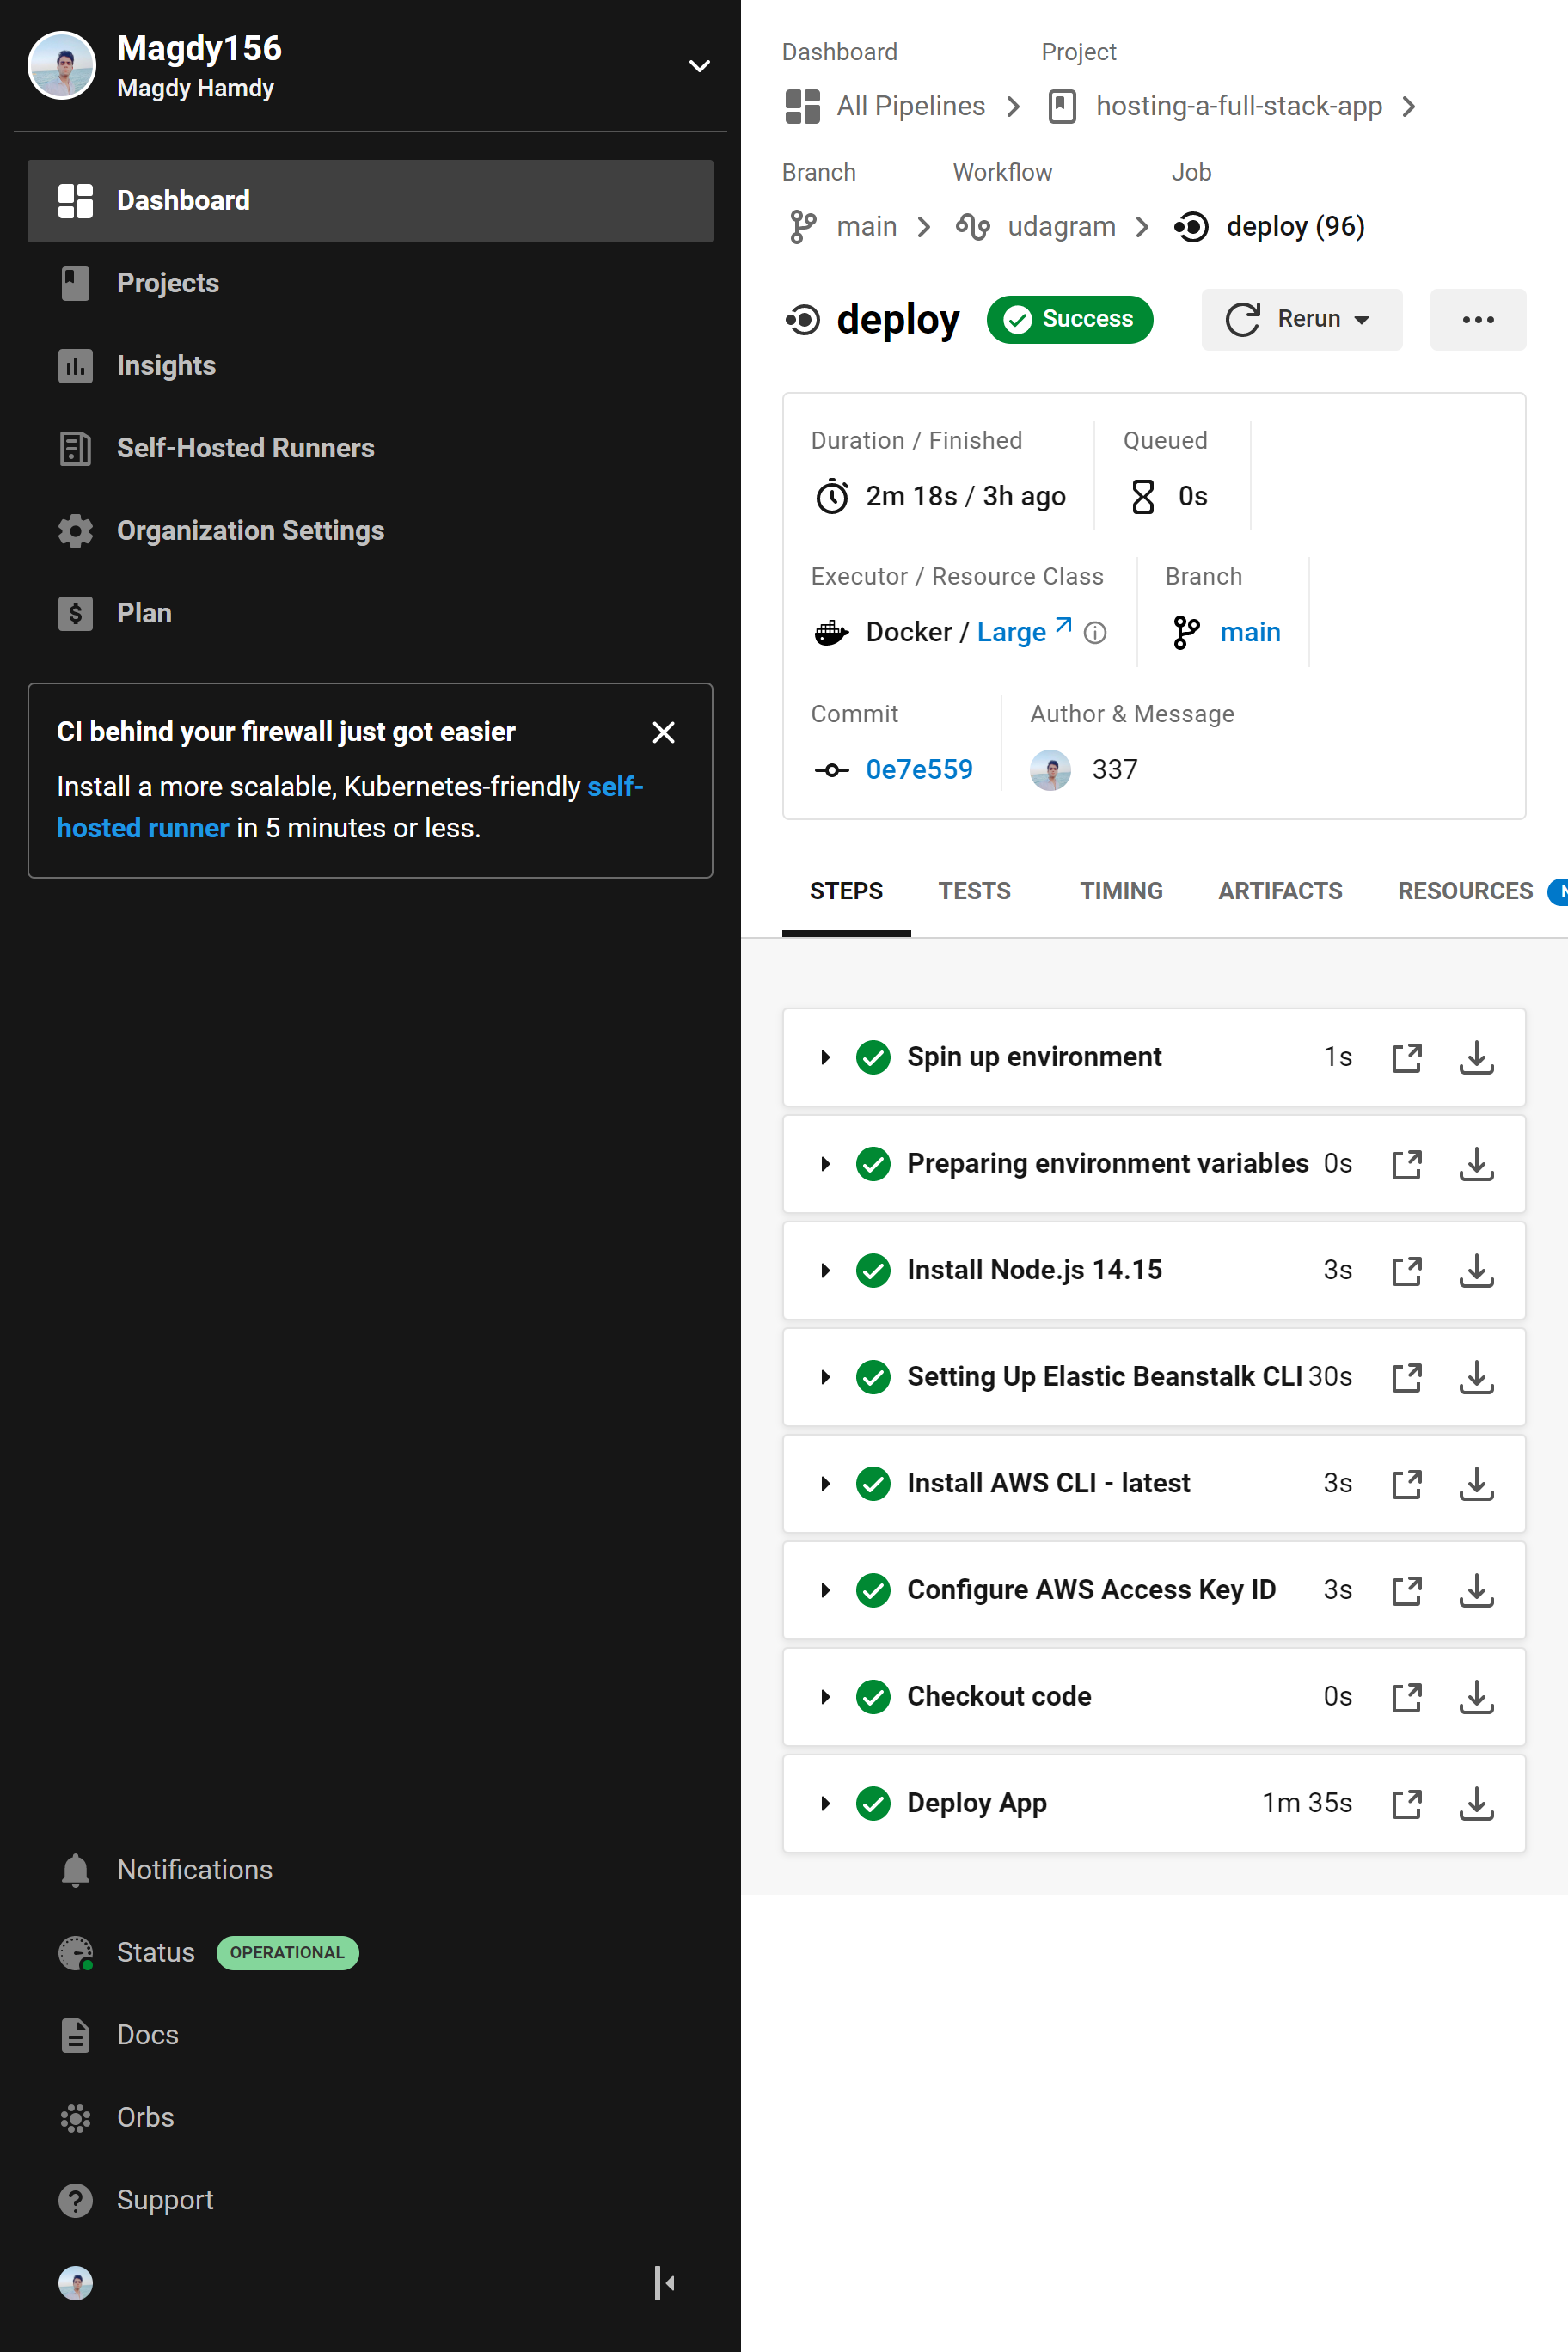 Magdy156
Magdy Hamdy
Dashboard
Projects
Insights
Self-Hosted Runners
Organization Settings
Plan
CI behind your firewall just got easier
Install a more scalable, Kubernetes-friendly self-
hosted runner in 5 minutes or less.
Notifications
Status OPERATIONAL
Docs
Orbs
Support
Dashboard Project
All Pipelines hosting-a-full-stack-app
Branch Workflow Job
main udagram deploy (96)
deploy Success Rerun
Duration / Finished Queued
2m 18s / 3h ago 0s
Executor / Resource Class Branch
Docker / Large main
Commit Author & Message
0e7e559 337
STEPS TESTS TIMING ARTIFACTS RESOURCES
Spin up environment 1s
Preparing environment variables 0s
Install Node.js 14.15 3s
Setting Up Elastic Beanstalk CLI 30s
Install AWS CLI - latest 3s
Configure AWS Access Key ID 3s
Checkout code 0s
Deploy App 1m 35s